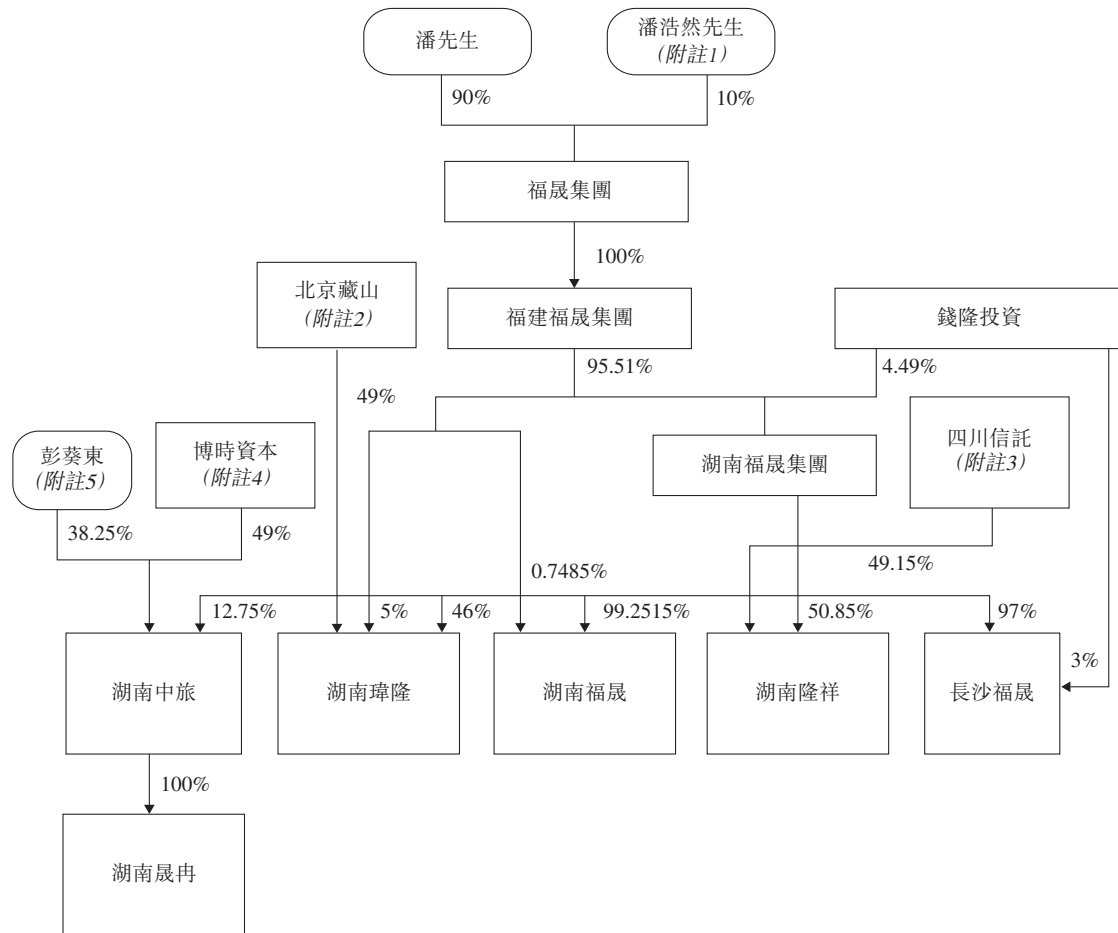 潘先生
潘浩然先生
(附註1)
90%
10%
福晟集團
100%
北京藏山
(附註2)
福建福晟集團
錢隆投資
95.51%
4.49%
49%
彭葵東
(附註5)
博時資本
(附註4)
湖南福晟集團
四川信託
(附註3)
38.25%
49%
49.15%
0.7485%
12.75%
5%
46%
99.2515%
50.85%
97%
3%
湖南中旅
湖南瑋隆
湖南福晟
湖南隆祥
長沙福晟
100%
湖南晟冉